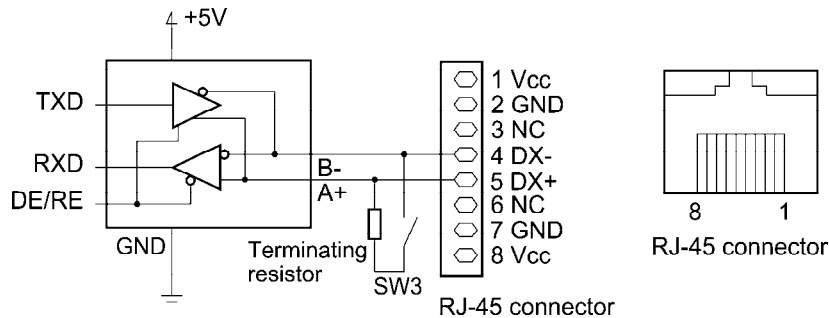 +5V
TXD
RXD
DE/RE
GND
B-
A+
Terminating
resistor
SW3
1 Vcc
2 GND
3 NC
4 DX-
5 DX+
6 NC
7 GND
8 Vcc
RJ-45 connector
8 1
RJ-45 connector